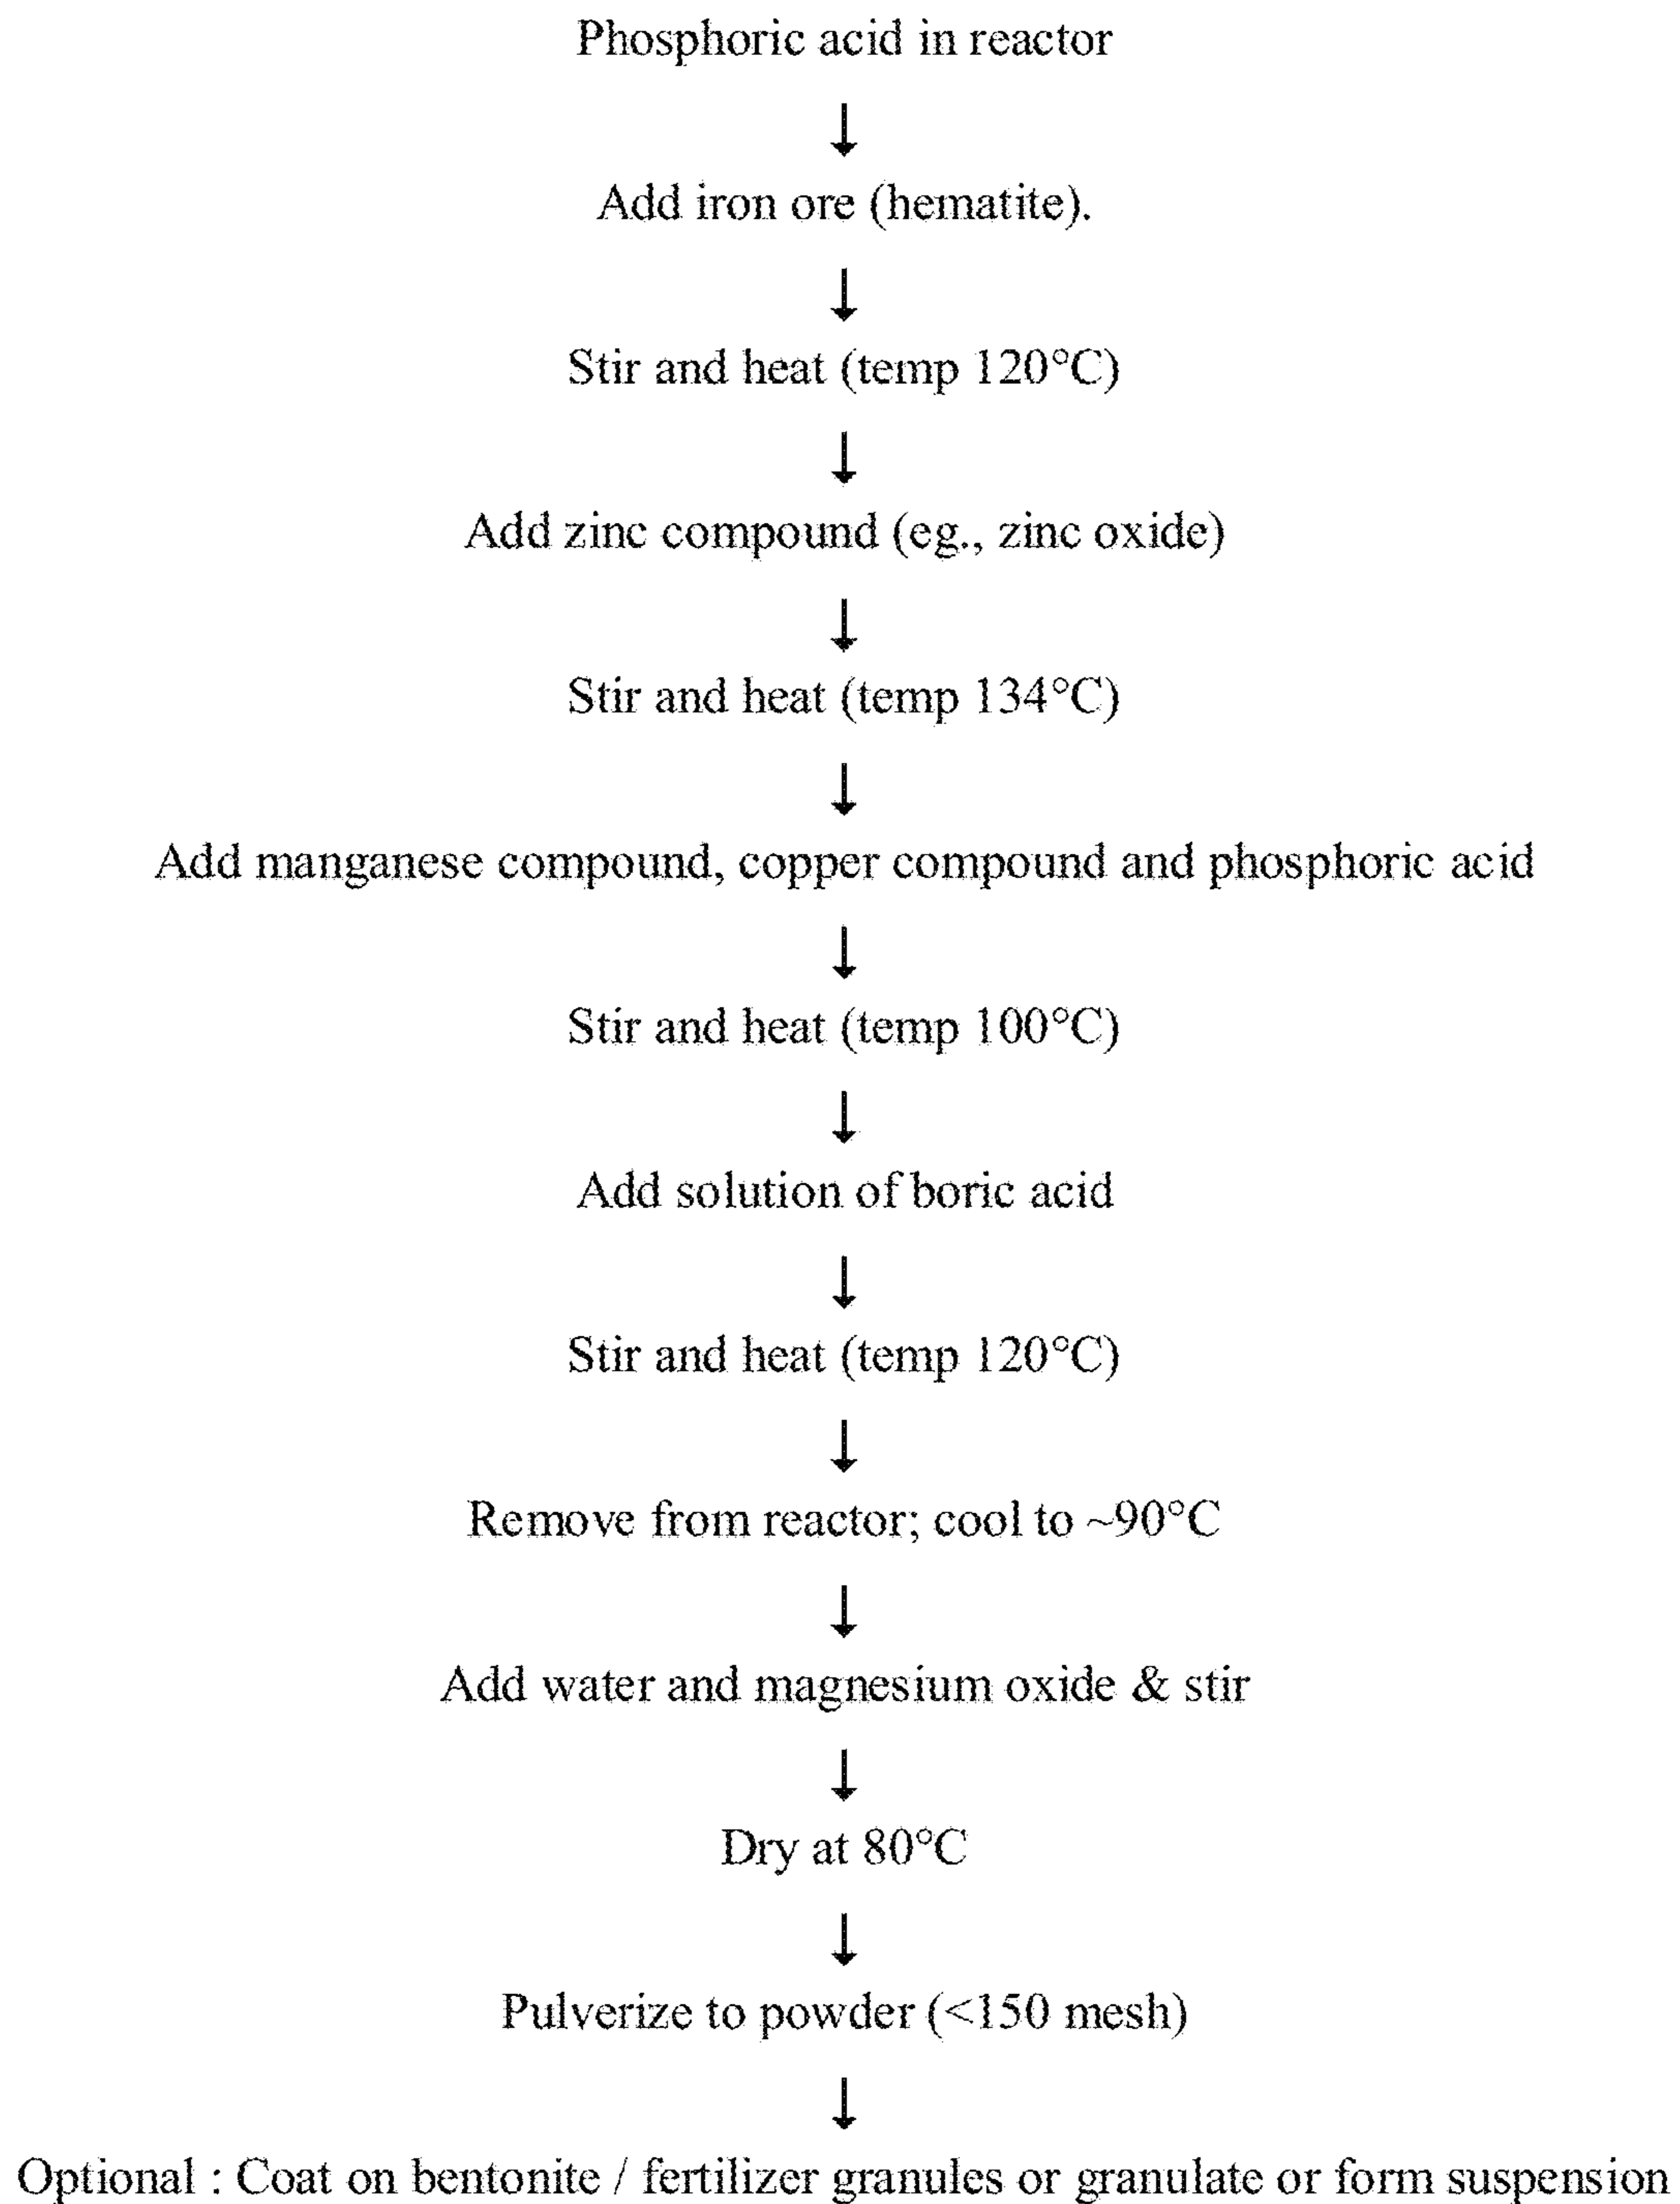 Phosphoric acid in reactor
↓
Add iron ore (hematite).
↓
Stir and heat (temp 120°C)
↓
Add zinc compound (eg., zinc oxide)
↓
Stir and heat (temp 134°C)
↓
Add manganese compound, copper compound and phosphoric acid
↓
Stir and heat (temp 100°C)
↓
Add solution of boric acid
↓
Stir and heat (temp 120°C)
↓
Remove from reactor; cool to ~90°C
↓
Add water and magnesium oxide & stir
↓
Dry at 80°C
↓
Pulverize to powder (<150 mesh)
↓
Optional : Coat on bentonite / fertilizer granules or granulate or form suspension